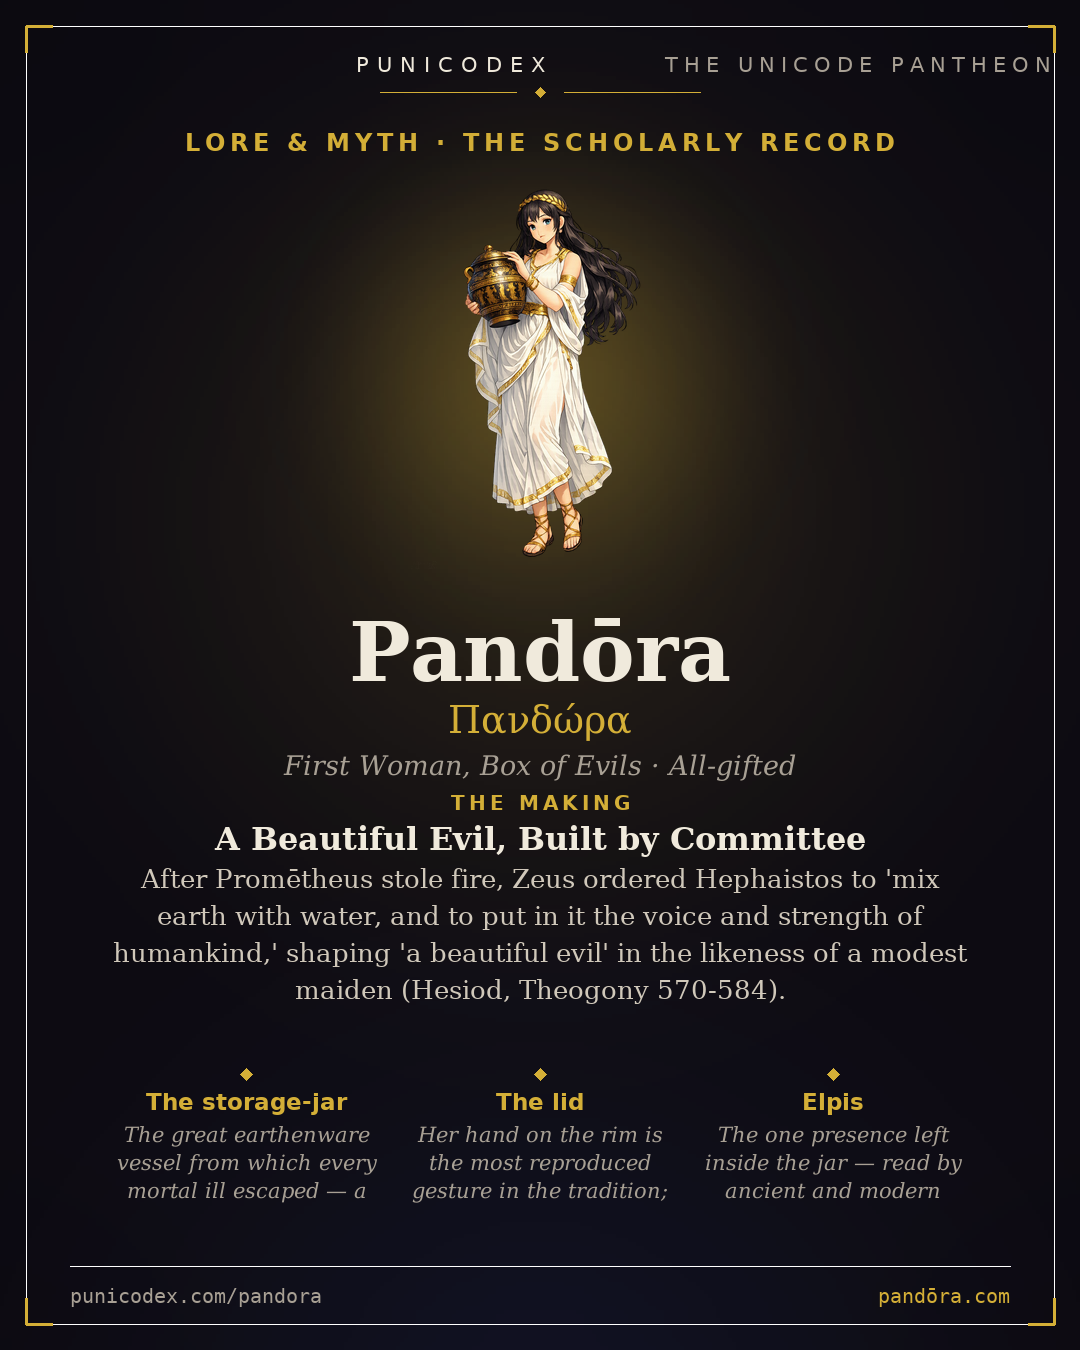 PUNICODEX THE UNICODE PANTHEON
LORE & MYTH · THE SCHOLARLY RECORD
Pandōra
Πανδώρα
First Woman, Box of Evils · All-gifted
THE MAKING
A Beautiful Evil, Built by Committee
After Promētheus stole fire, Zeus ordered Hephaistos to 'mix
earth with water, and to put in it the voice and strength of
humankind,' shaping 'a beautiful evil' in the likeness of a modest
maiden (Hesiod, Theogony 570-584).
The storage-jar
The great earthenware
vessel from which every
mortal ill escaped — a
The lid
Her hand on the rim is
the most reproduced
gesture in the tradition;
Elpis
The one presence left
inside the jar — read by
ancient and modern
punicodex.com/pandora
pandōra.com